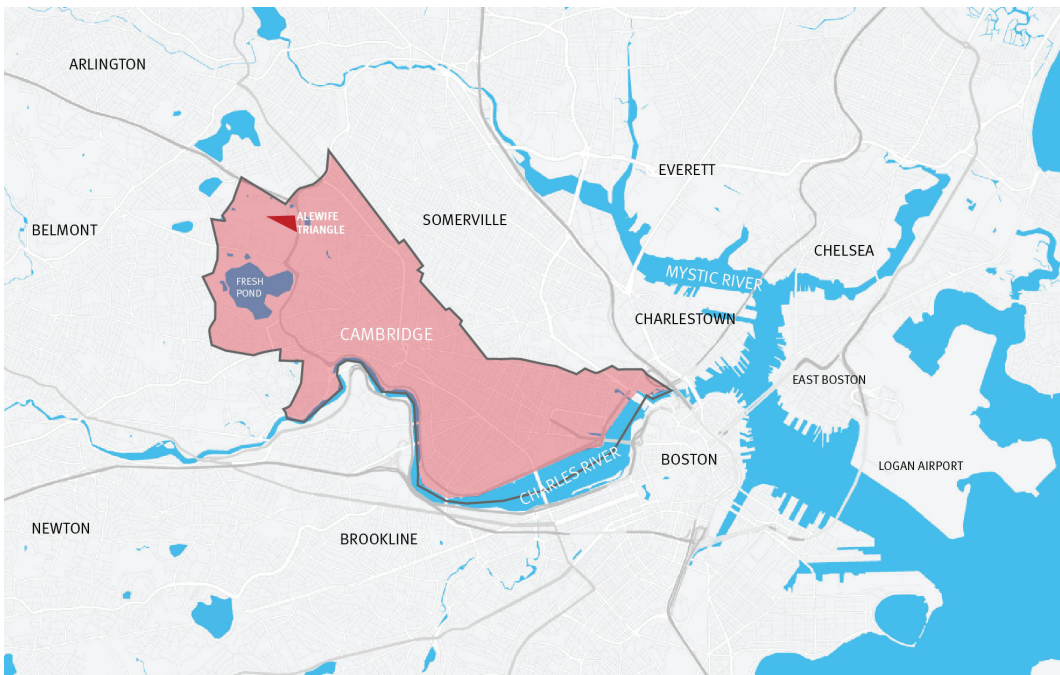 ARLINGTON
EVERETT
BELMONT
SOMERVILLE
ALEWIFE
TRIANGLE
CHELSEA
MYSTIC RIVER
FRESH
POND
CHARLESTOWN
CAMBRIDGE
EAST BOSTON
BOSTON
LOGAN AIRPORT
CHARLES RIVER
NEWTON
BROOKLINE